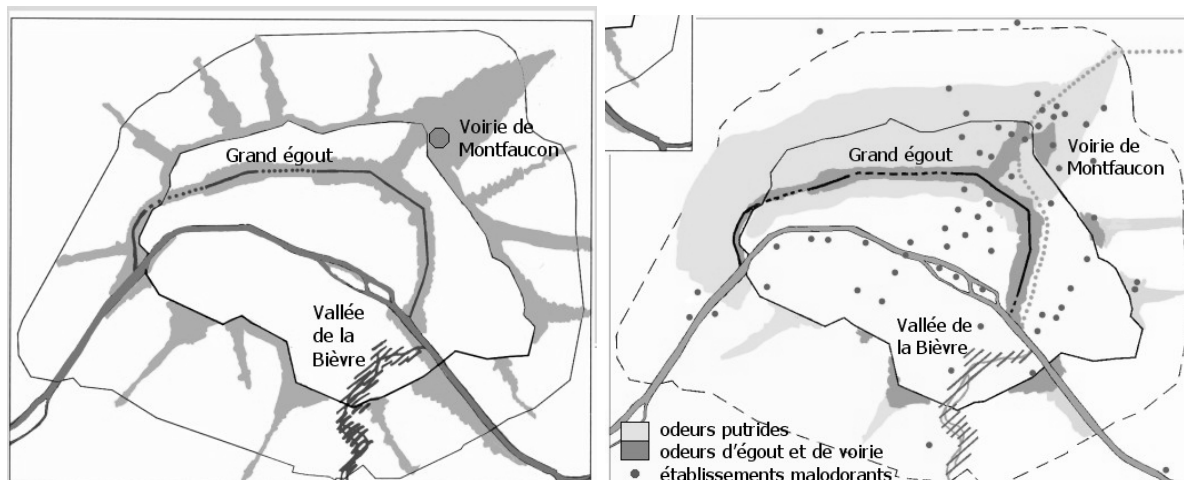 Voirie de
Montfaucon
Grand égout
Vallée
de la
Bièvre
Grand égout
Voirie de
Montfaucon
Vallée de
la Bièvre
odeurs putrides
odeurs d'égout et de voirie
établissements malodorants